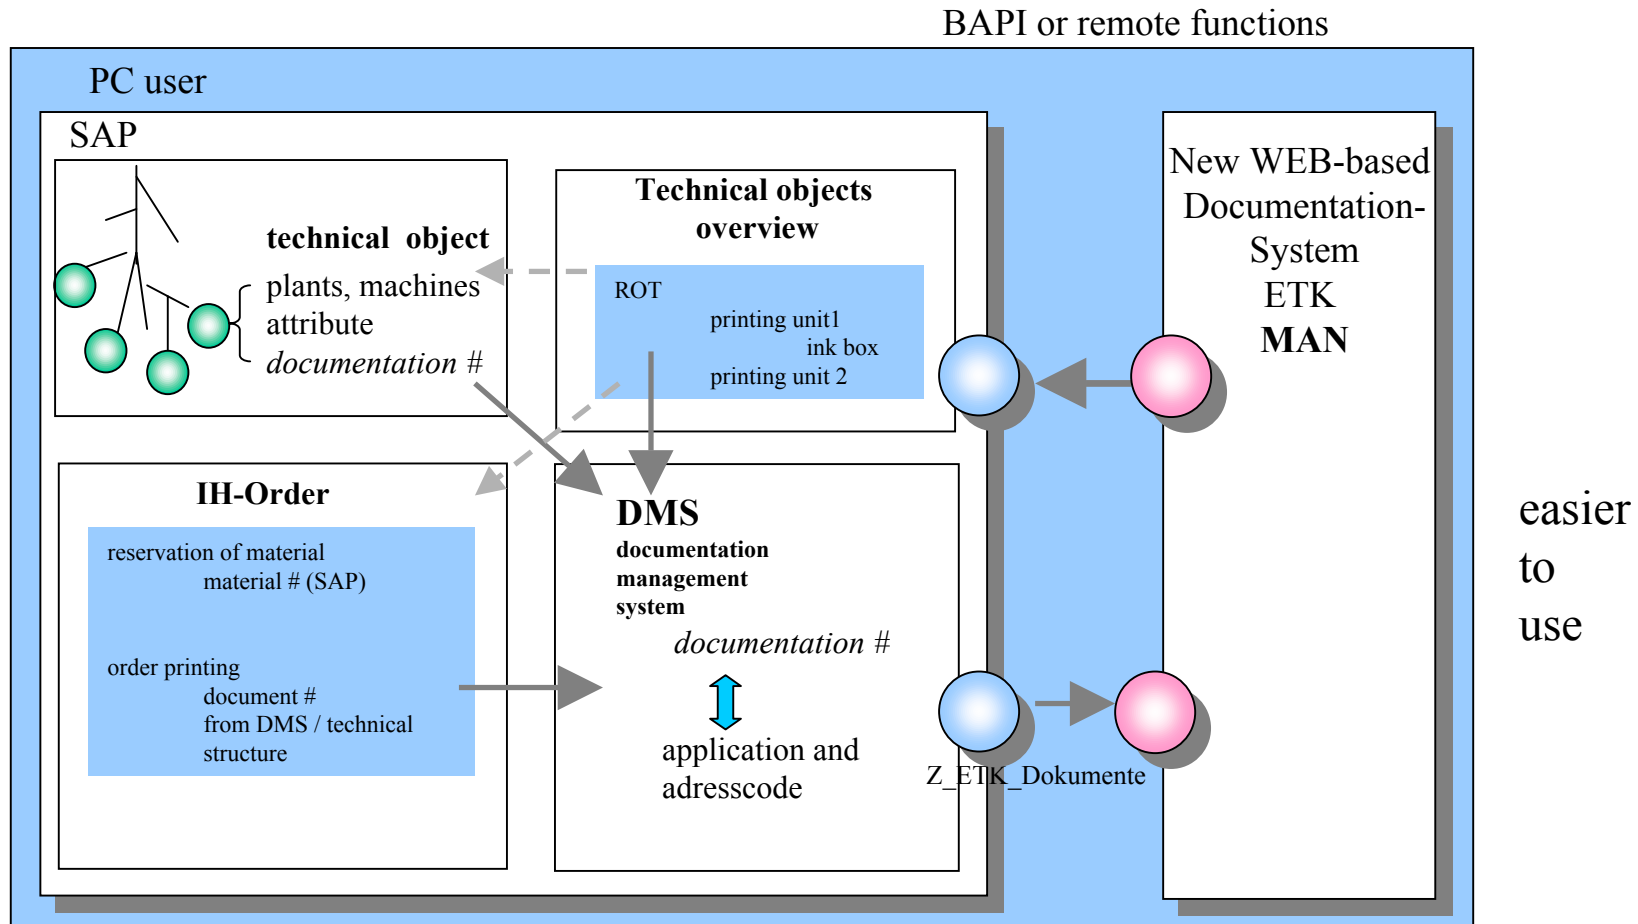 BAPI or remote functions
PC user
SAP
technical object
plants, machines
attribute
documentation #
Technical objects
overview
ROT
printing unit1
ink box
printing unit 2
New WEB-based
Documentation-
System
ETK
MAN
IH-Order
reservation of material
material # (SAP)
order printing
document #
from DMS / technical
structure
DMS
documentation
management
system
documentation #
application and
adresscode
Z_ETK_Dokumente
easier
to
use